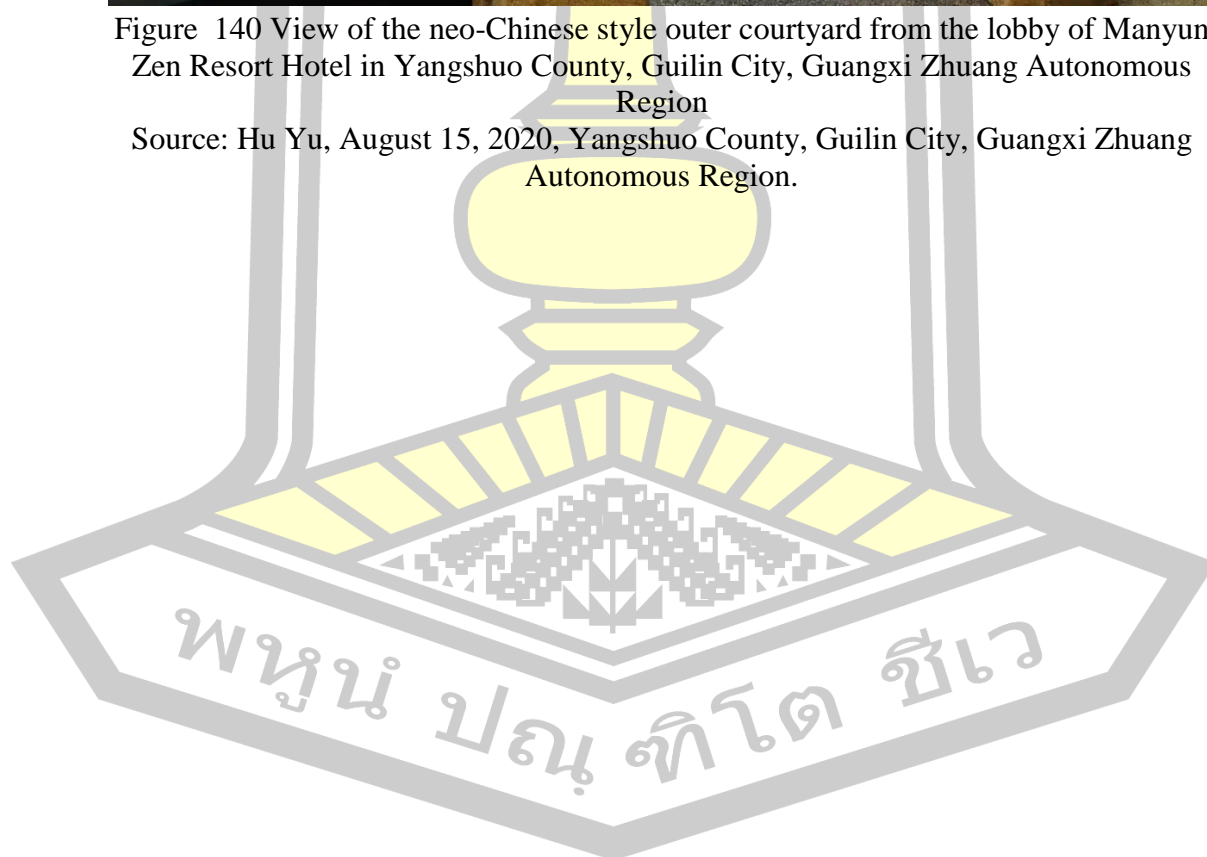 Figure 140 View of the neo-Chinese style outer courtyard from the lobby of Manyun
Zen Resort Hotel in Yangshuo County, Guilin City, Guangxi Zhuang Autonomous
Region
Source: Hu Yu, August 15, 2020, Yangshuo County, Guilin City, Guangxi Zhuang
Autonomous Region.
พหูนํ ปณฺฑิโต ชีเว